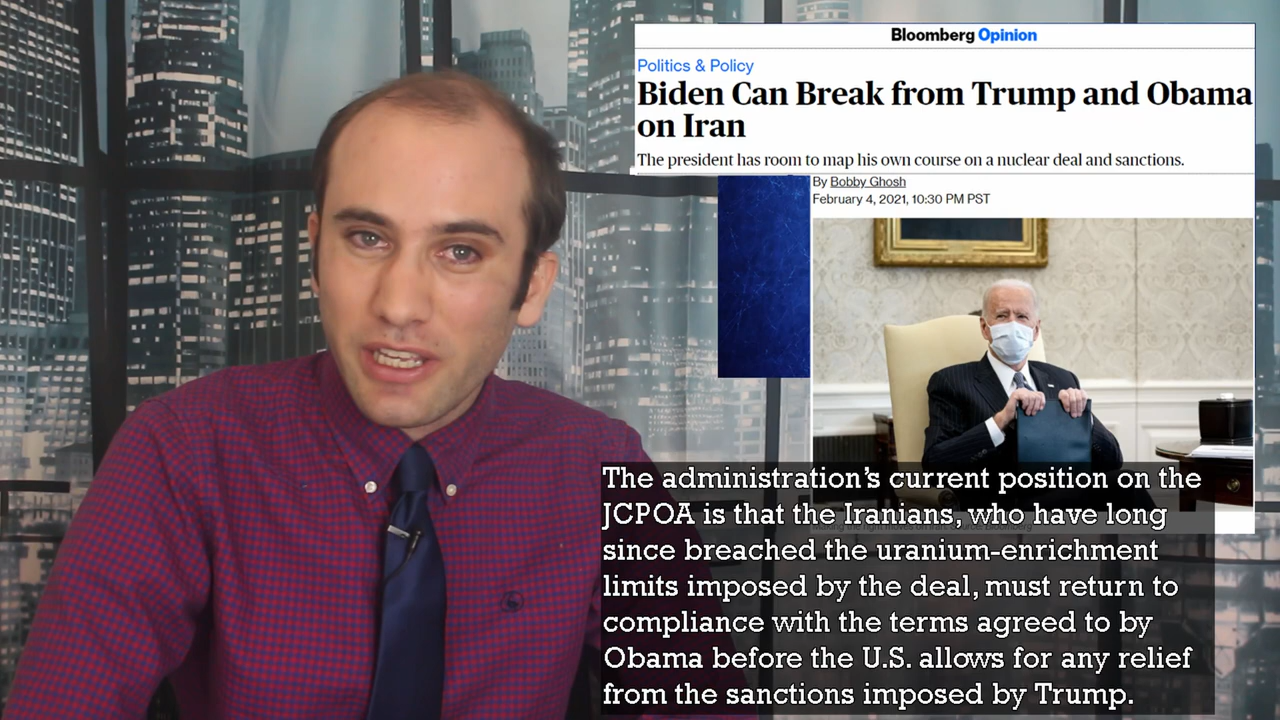 Bloomberg Opinion
Politics & Policy
Biden Can Break from Trump and Obama
on Iran
The president has room to map his own course on a nuclear deal and sanctions.
By Bobby Ghosh
February 4, 2021, 10:30 PM PST
The administration’s current position on the
JCPOA is that the Iranians, who have long
since breached the uranium-enrichment
limits imposed by the deal, must return to
compliance with the terms agreed to by
Obama before the U.S. allows for any relief
from the sanctions imposed by Trump.